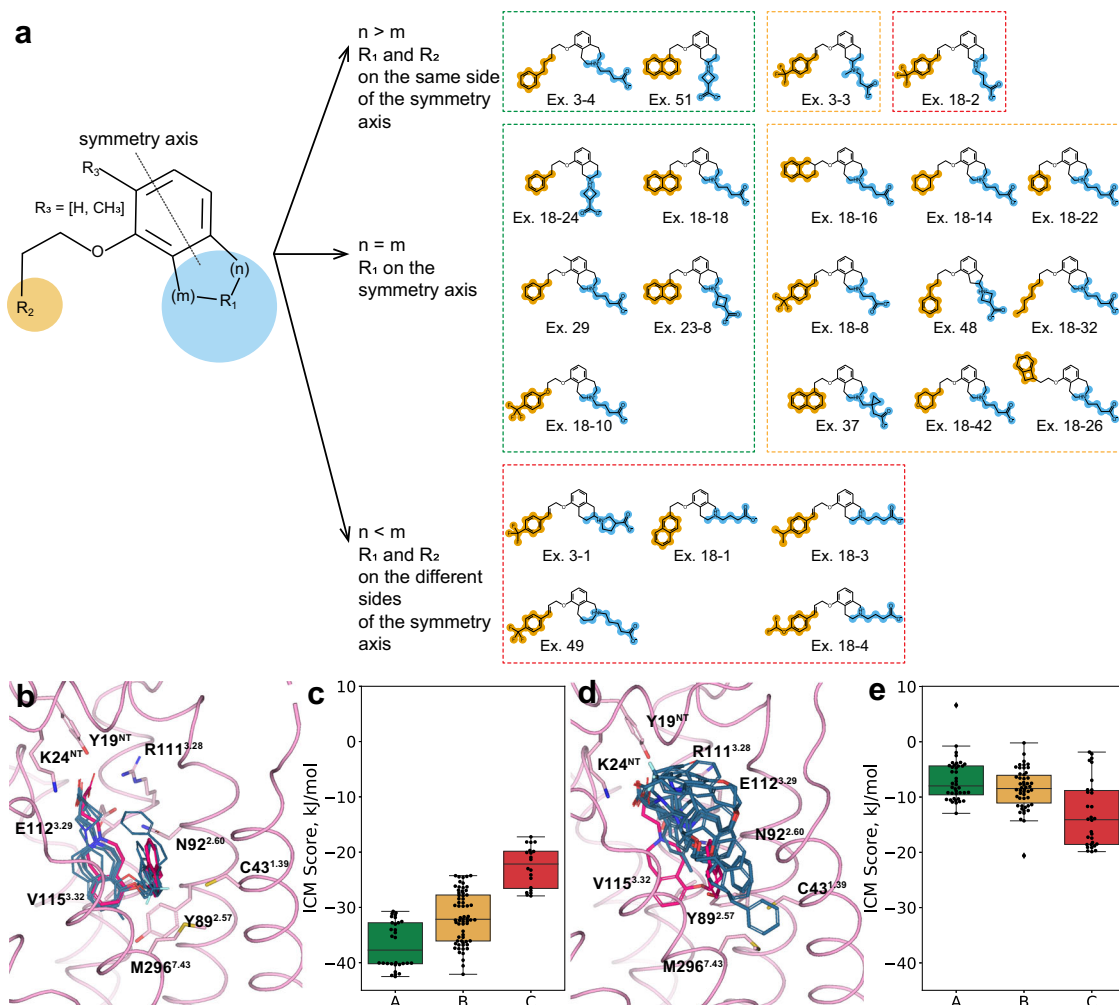 a
n > m
R₁ and R₂
on the same side
of the symmetry
axis
Ex. 3-4
Ex. 51
Ex. 3-3
Ex. 18-2
symmetry axis
R₃
R₃ = [H, CH₃]
O
(n)
(m)
R₁
R₂
n = m
R₁ on the
symmetry axis
Ex. 18-24
Ex. 18-18
Ex. 18-16
Ex. 18-14
Ex. 18-22
Ex. 29
Ex. 23-8
Ex. 18-8
Ex. 48
Ex. 18-32
Ex. 18-10
Ex. 37
Ex. 18-42
Ex. 18-26
n < m
R₁ and R₂
on the different
sides
of the symmetry
axis
Ex. 3-1
Ex. 18-1
Ex. 18-3
Ex. 49
Ex. 18-4
b
Y19ᴺᵀ
K24ᴺᵀ
R111³·²⁸
E112³·²⁹
N92²·⁶⁰
C43¹·³⁹
V115³·³²
Y89²·⁵⁷
M296⁷·⁴³
c
ICM Score, kJ/mol
10
0
−10
−20
−30
−40
A
B
C
d
Y19ᴺᵀ
K24ᴺᵀ
R111³·²⁸
E112³·²⁹
N92²·⁶⁰
V115³·³²
C43¹·³⁹
Y89²·⁵⁷
M296⁷·⁴³
e
ICM Score, kJ/mol
10
0
−10
−20
−30
−40
A
B
C